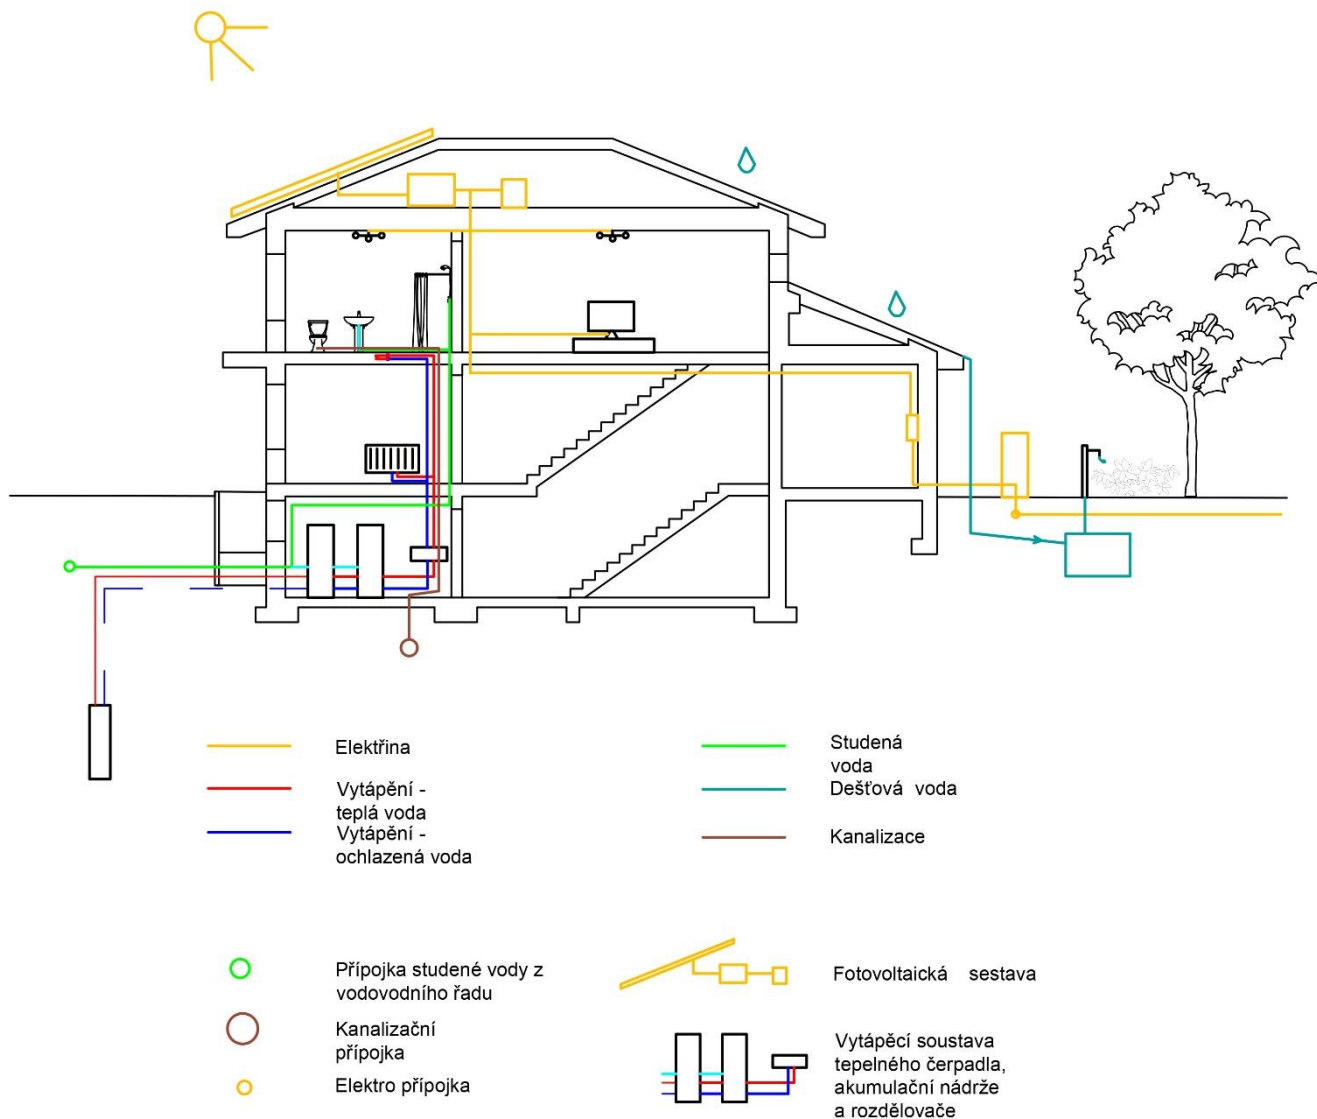 Elektřina
Vytápění -
teplá voda
Vytápění -
ochlazená voda
Studená
voda
Dešťová voda
Kanalizace
Přípojka studené vody z
vodovodního řadu
Kanalizační
přípojka
Elektro přípojka
Fotovoltaická sestava
Vytápěcí soustava
tepelného čerpadla,
akumulační nádrže
a rozdělovače